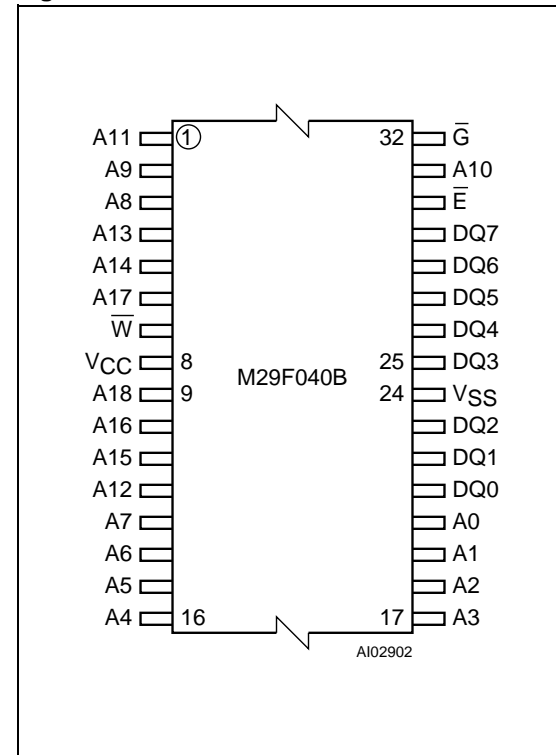 A11 1 32 G̅
A9 A10
A8 E̅
A13 DQ7
A14 DQ6
A17 DQ5
W̅ DQ4
VCC 8 25 DQ3
M29F040B
A18 9 24 VSS
A16 DQ2
A15 DQ1
A12 DQ0
A7 A0
A6 A1
A5 A2
A4 16 17 A3
AI02902